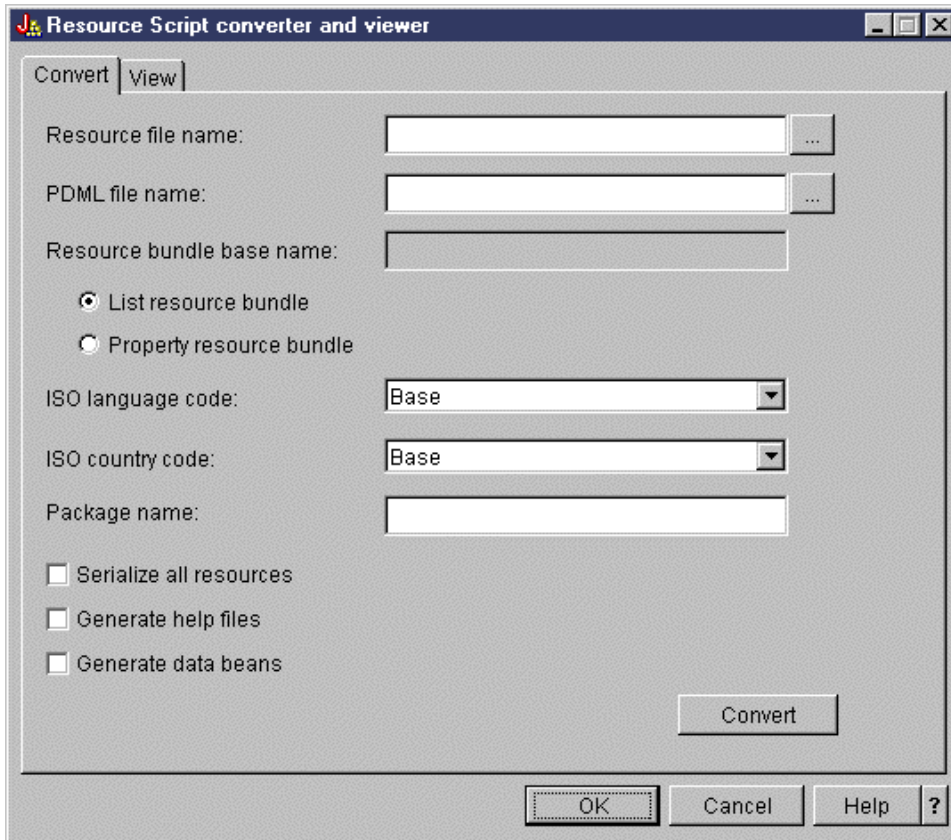 Resource Script converter and viewer
Convert View
Resource file name: ...
PDML file name: ...
Resource bundle base name:
List resource bundle
Property resource bundle
ISO language code: Base
ISO country code: Base
Package name:
Serialize all resources
Generate help files
Generate data beans
Convert
OK Cancel Help ?